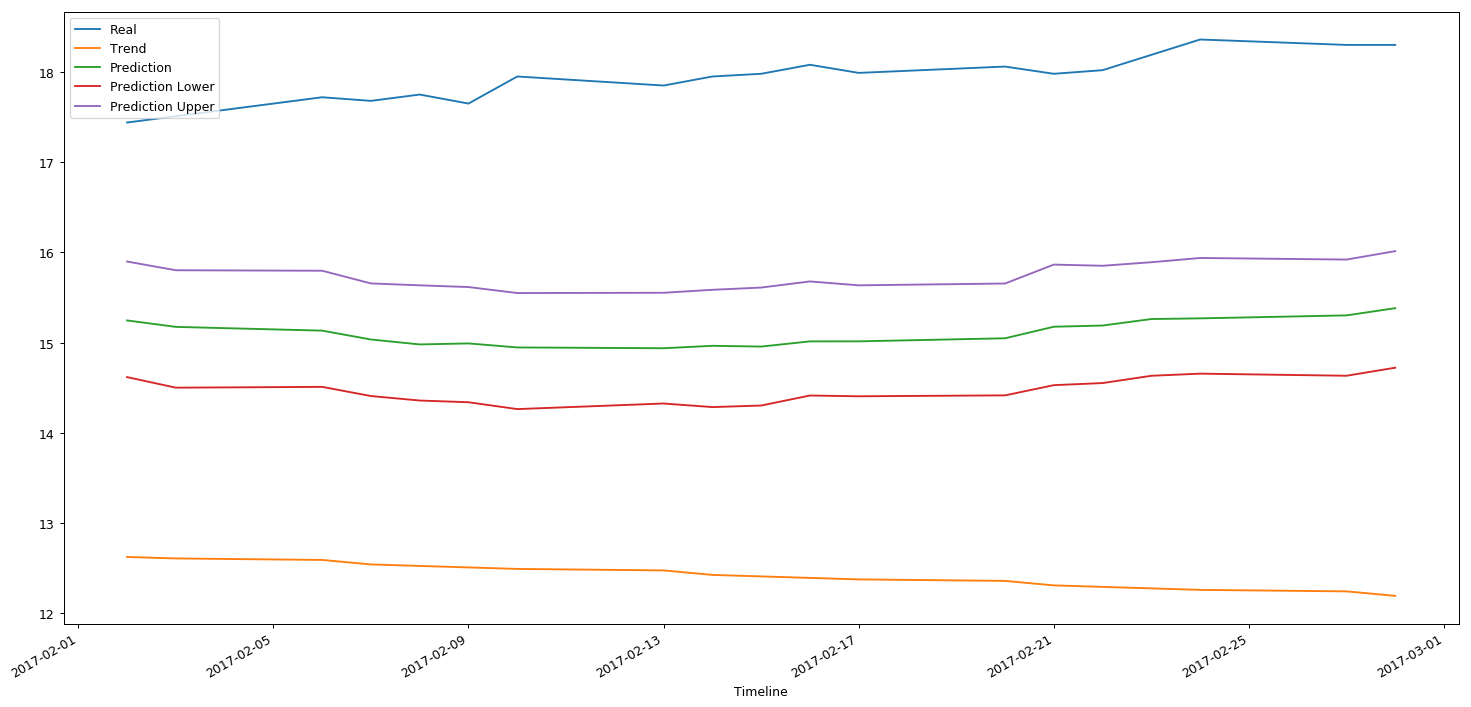 Real
Trend
Prediction
Prediction Lower
Prediction Upper
18
17
16
15
14
13
12
2017-02-01
2017-02-05
2017-02-09
2017-02-13
2017-02-17
2017-02-21
2017-02-25
2017-03-01
Timeline